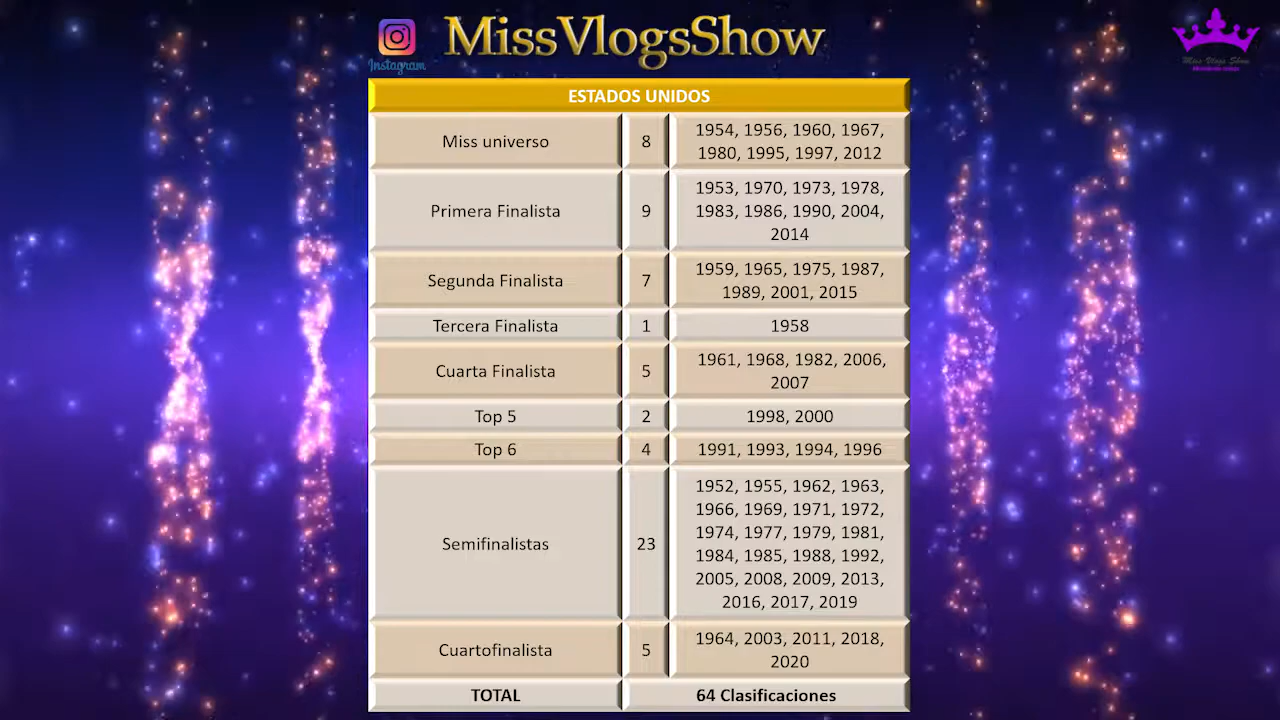 MissVlogsShow
Instagram
Miss Vlogs Show
ESTADOS UNIDOS
Miss universo 8 1954, 1956, 1960, 1967,
1980, 1995, 1997, 2012
Primera Finalista 9 1953, 1970, 1973, 1978,
1983, 1986, 1990, 2004,
2014
Segunda Finalista 7 1959, 1965, 1975, 1987,
1989, 2001, 2015
Tercera Finalista 1 1958
Cuarta Finalista 5 1961, 1968, 1982, 2006,
2007
Top 5 2 1998, 2000
Top 6 4 1991, 1993, 1994, 1996
Semifinalistas 23 1952, 1955, 1962, 1963,
1966, 1969, 1971, 1972,
1974, 1977, 1979, 1981,
1984, 1985, 1988, 1992,
2005, 2008, 2009, 2013,
2016, 2017, 2019
Cuartofinalista 5 1964, 2003, 2011, 2018,
2020
TOTAL 64 Clasificaciones